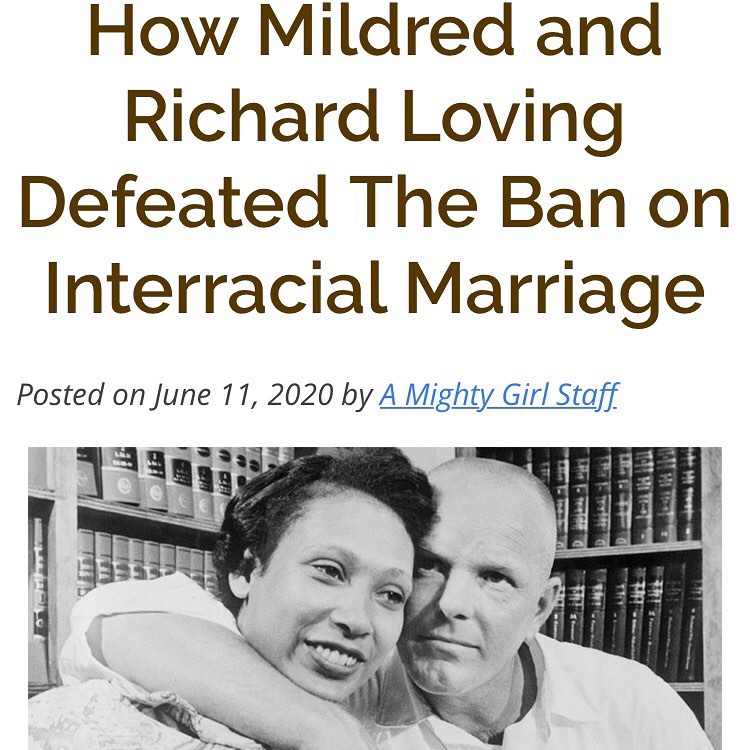 How Mildred and
Richard Loving
Defeated The Ban on
Interracial Marriage
Posted on June 11, 2020 by A Mighty Girl Staff